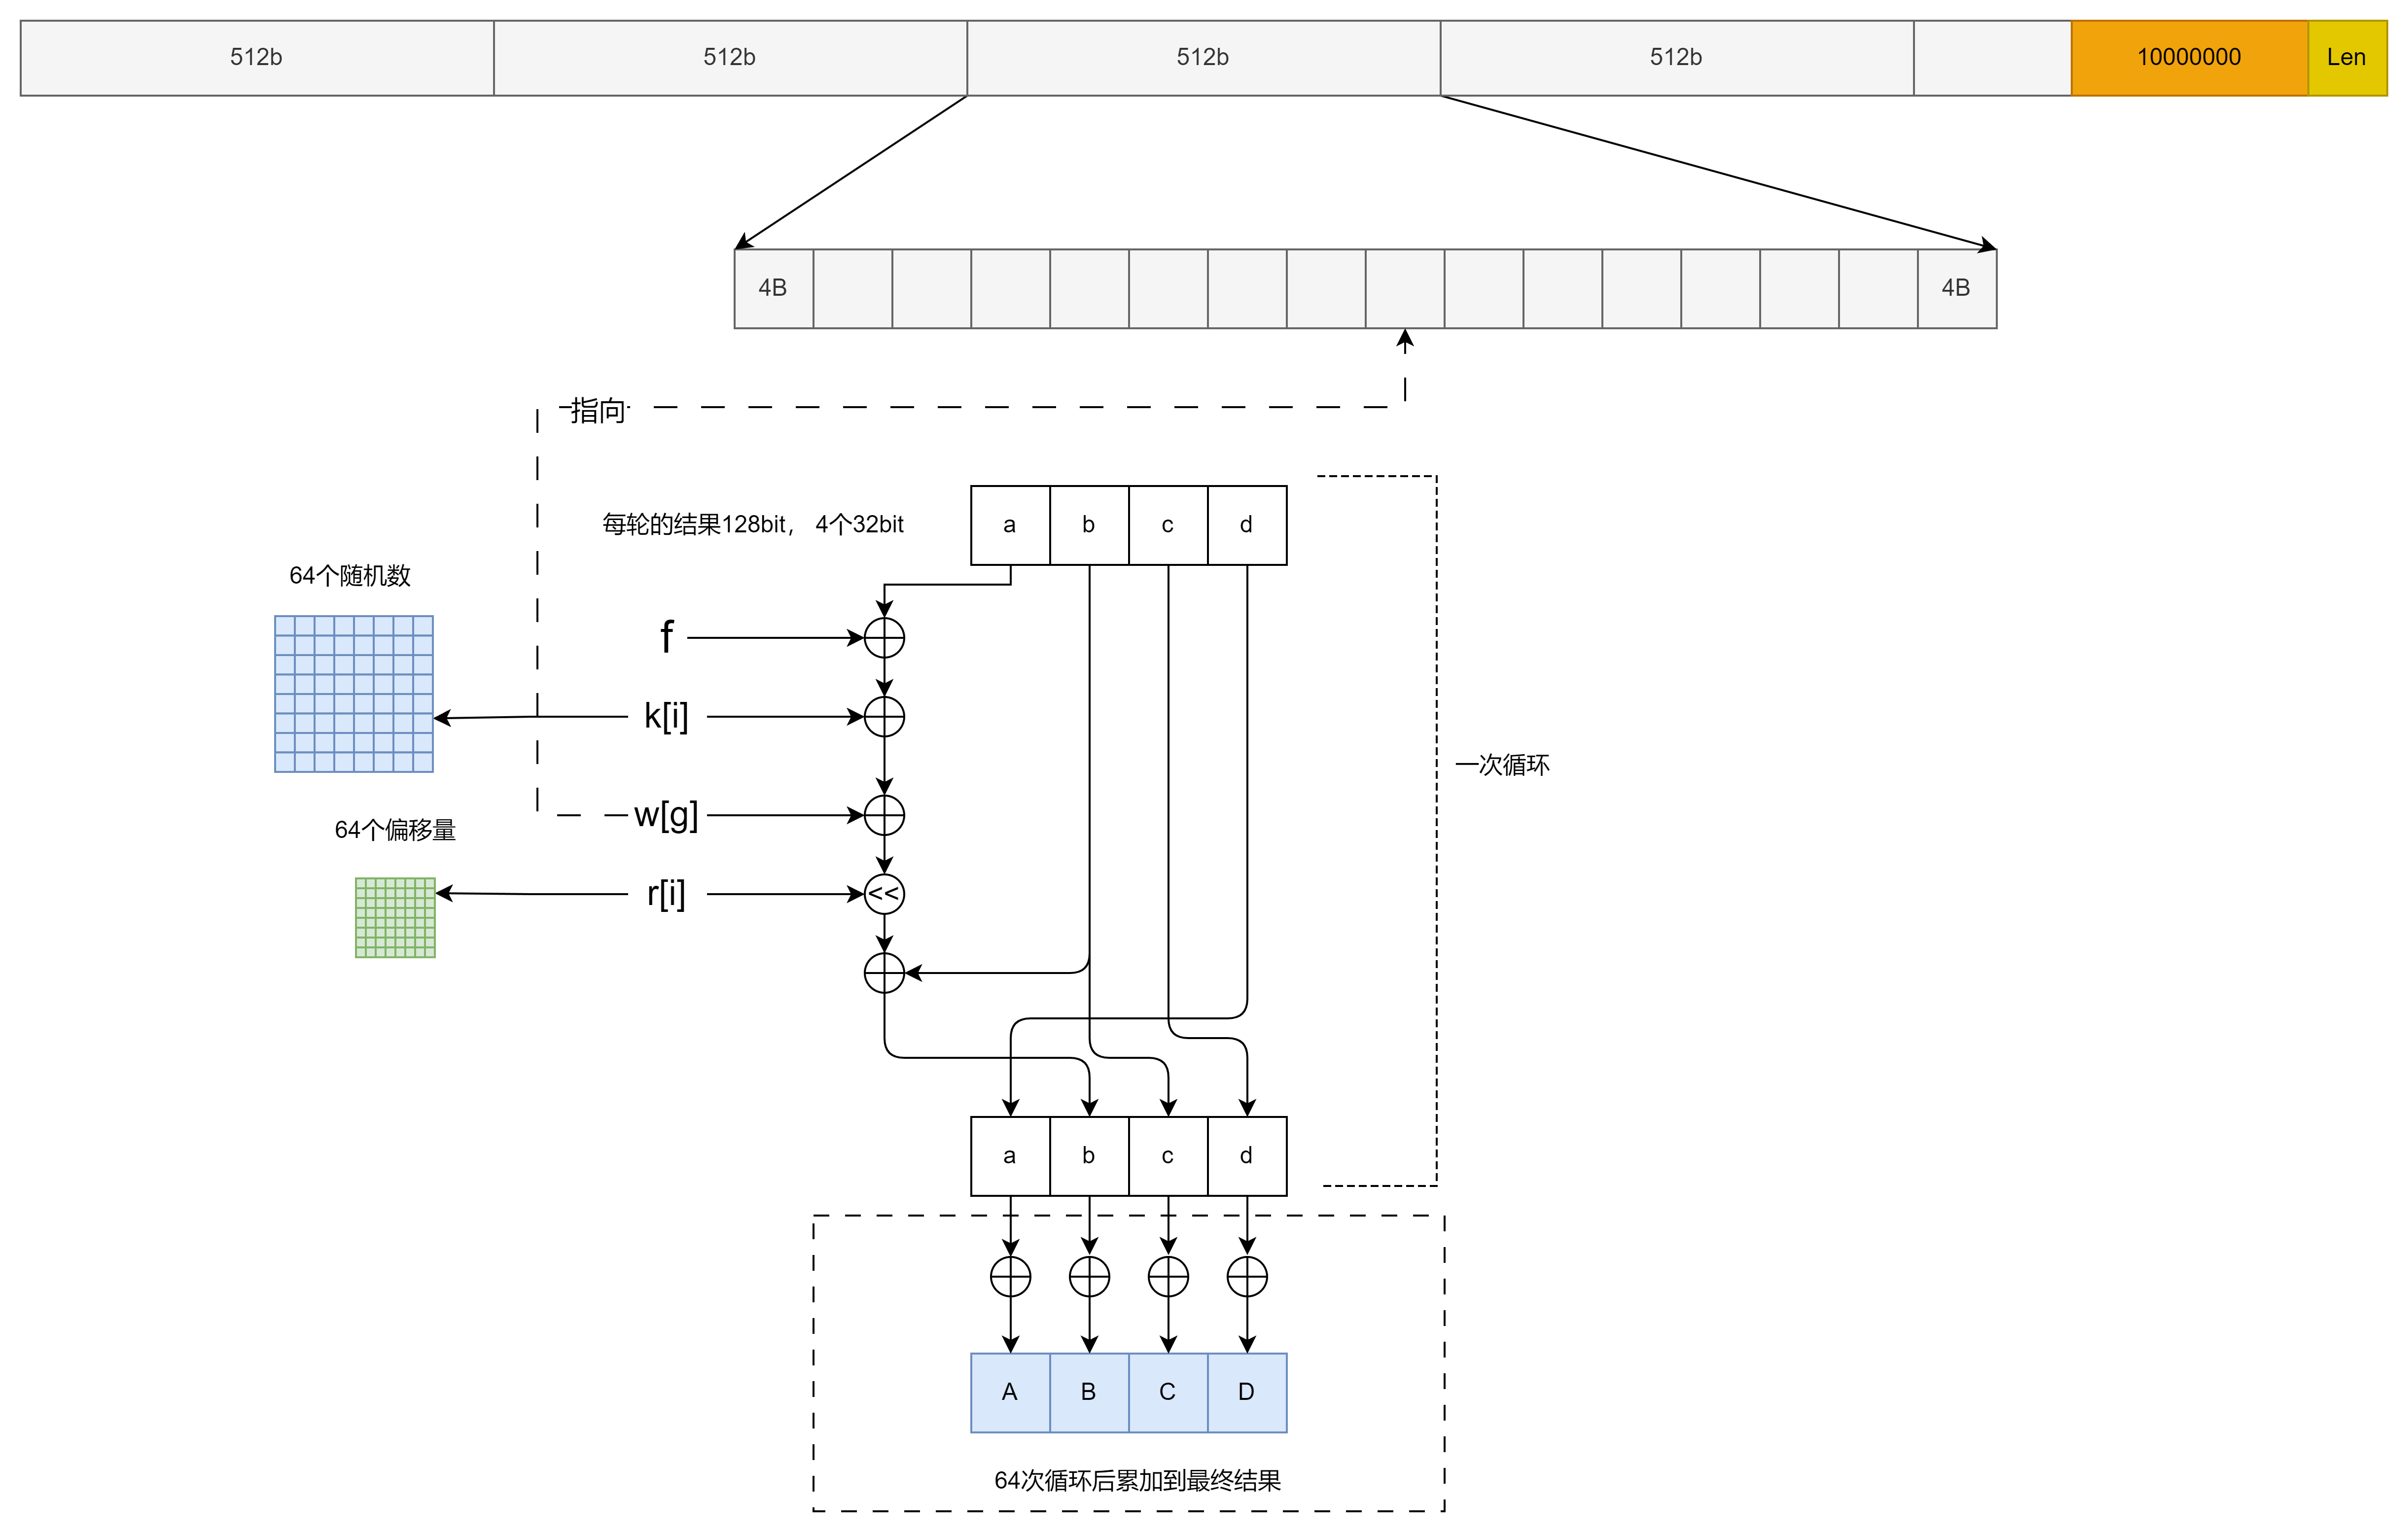 512b 512b 512b 512b 10000000 Len
4B 4B
指向
每轮的结果128bit， 4个32bit
a b c d
64个随机数
f
k[i]
一次循环
w[g]
64个偏移量
r[i]
<<
a b c d
A B C D
64次循环后累加到最终结果